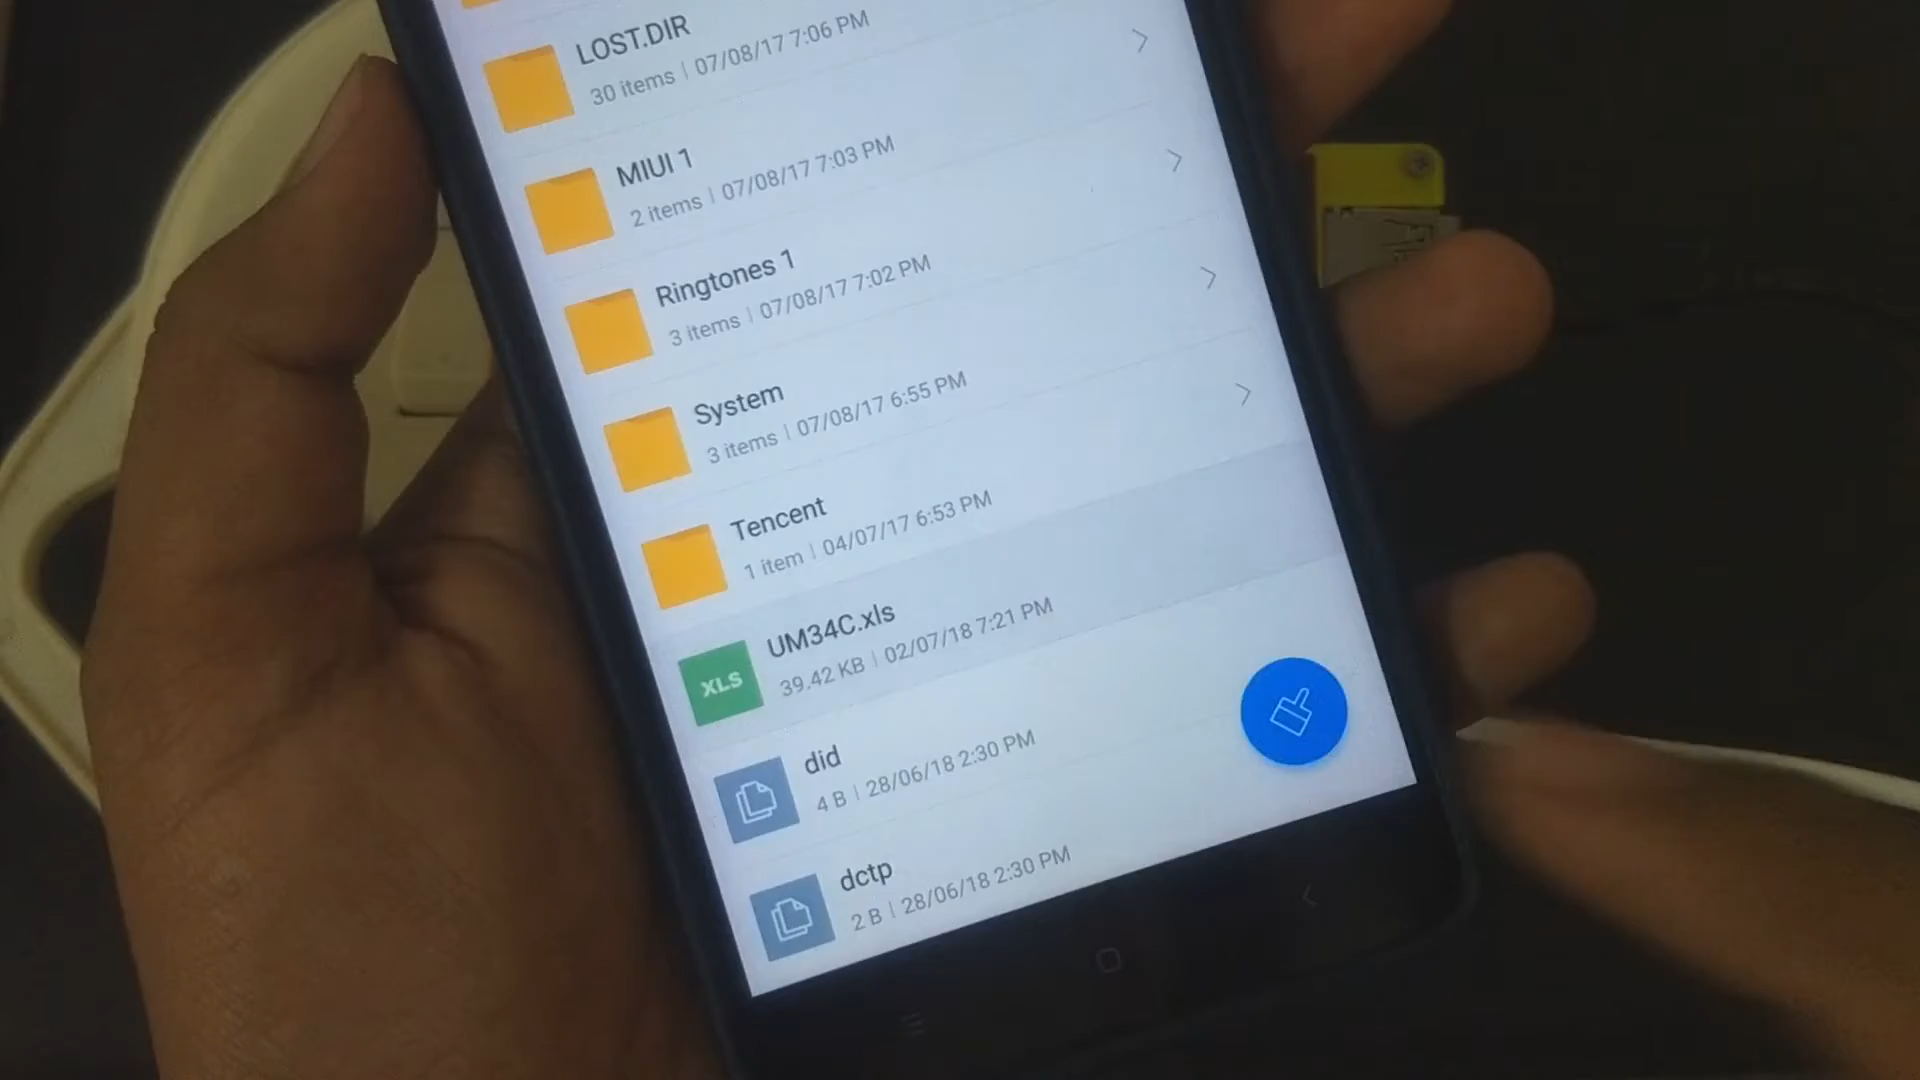 LOST.DIR
30 items | 07/08/17 7:06 PM
MIUI 1
2 items | 07/08/17 7:03 PM
Ringtones 1
3 items | 07/08/17 7:02 PM
System
3 items | 07/08/17 6:55 PM
Tencent
1 item | 04/07/17 6:53 PM
XLS
UM34C.xls
39.42 KB | 02/07/18 7:21 PM
did
4 B | 28/06/18 2:30 PM
dctp
2 B | 28/06/18 2:30 PM